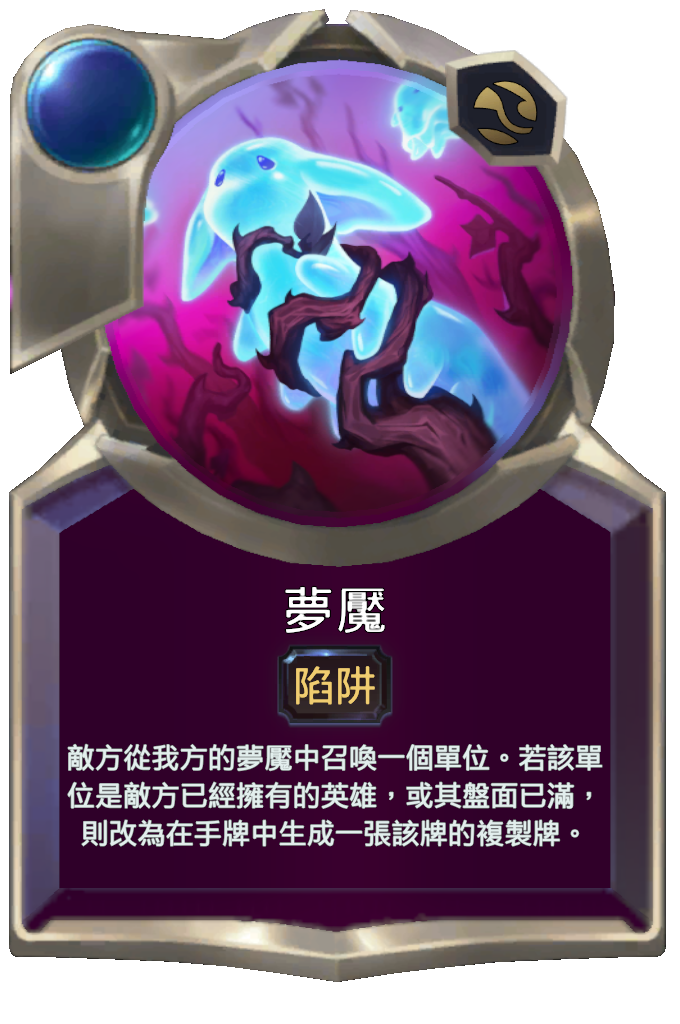 夢魘
陷阱
敵方從我方的夢魘中召喚一個單位。若該單
位是敵方已經擁有的英雄，或其盤面已滿，
則改為在手牌中生成一張該牌的複製牌。